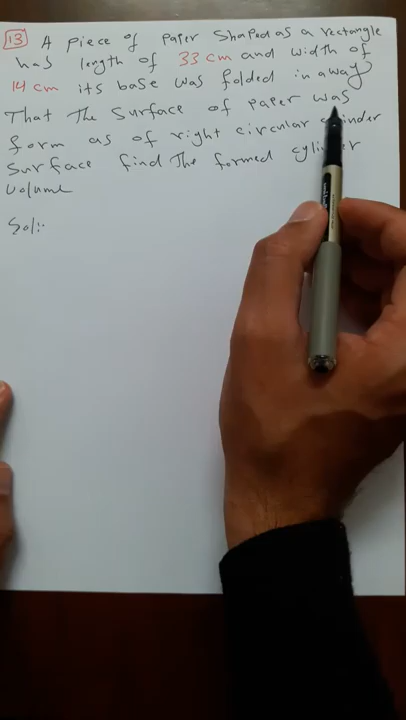 13 A piece of Paper Shaped as a rectangle
has length of 33 cm and width of
14 cm its base was folded in away
That the Surface of Paper was
form as of right circular
Surface find The formed
volume
Sol:-